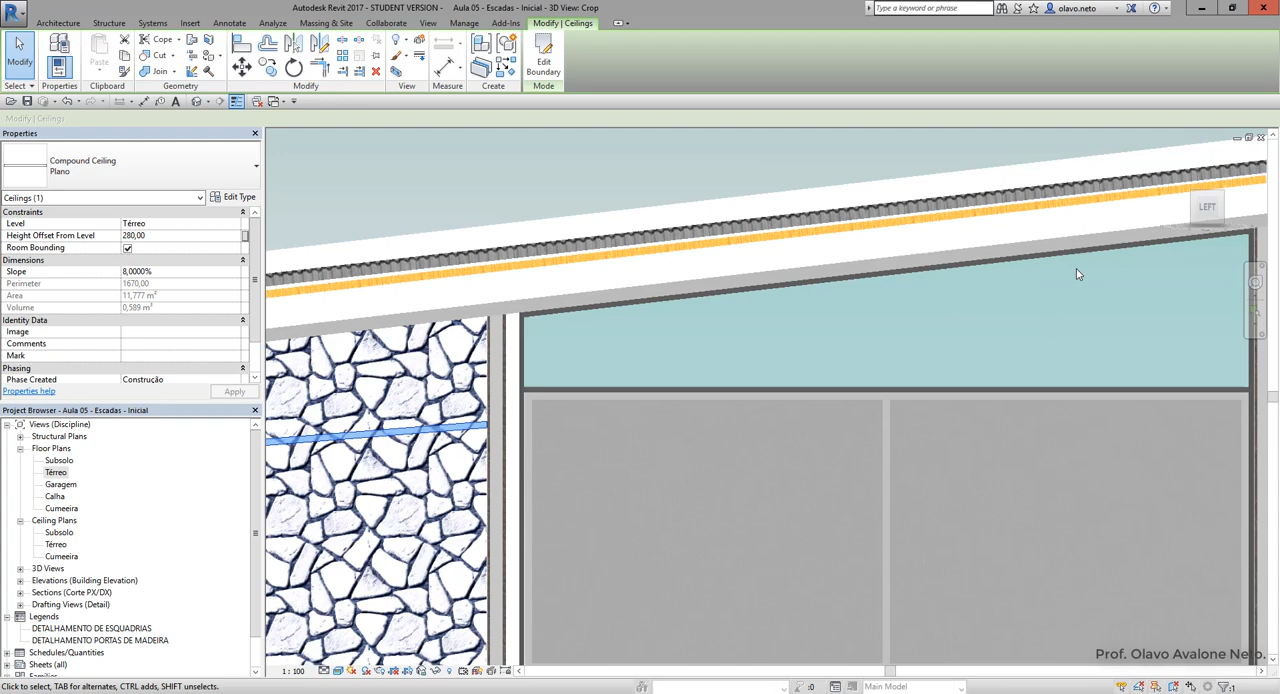 Autodesk Revit 2017 - STUDENT VERSION - Aula 05 - Escadas - Inicial - 3D View: Crop
Type a keyword or phrase
olavo.neto
Architecture Structure Systems Insert Annotate Analyze Massing & Site Collaborate View Manage Add-Ins Modify | Ceilings
Modify
Paste
Cope
Cut
Join
Edit Boundary
Select Properties Clipboard Geometry Modify View Measure Create Mode
Modify | Ceilings
Properties
Compound Ceiling
Plano
Ceilings (1)
Edit Type
Constraints
Level Térreo
Height Offset From Level 280,00
Room Bounding
Dimensions
Slope 8,0000%
Perimeter 1670,00
Area 11,777 m²
Volume 0,589 m³
Identity Data
Image
Comments
Mark
Phasing
Phase Created Construção
Properties help
Apply
Project Browser - Aula 05 - Escadas - Inicial
Views (Discipline)
Structural Plans
Floor Plans
Subsolo
Térreo
Garagem
Calha
Cumeeira
Ceiling Plans
Subsolo
Térreo
Cumeeira
3D Views
Elevations (Building Elevation)
Sections (Corte PX/DX)
Drafting Views (Detail)
Legends
DETALHAMENTO DE ESQUADRIAS
DETALHAMENTO PORTAS DE MADEIRA
Schedules/Quantities
Sheets (all)
Families
LEFT
Prof. Olavo Avalone Neto.
1 : 100
Click to select, TAB for alternates, CTRL adds, SHIFT unselects.
:0
Main Model
:1